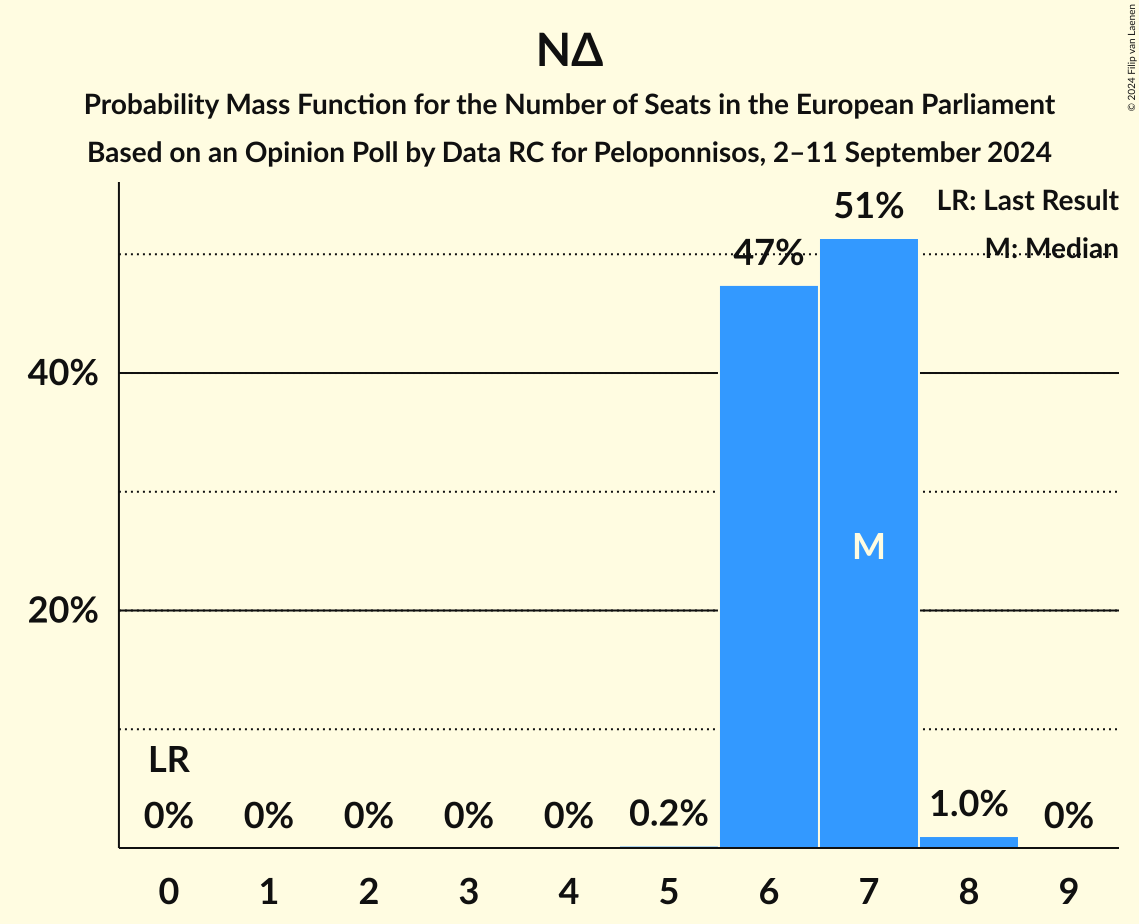 ΝΔ
Probability Mass Function for the Number of Seats in the European Parliament
Based on an Opinion Poll by Data RC for Peloponnisos, 2–11 September 2024
© 2024 Filip van Laenen
LR: Last Result
M: Median
51%
47%
40%
M
20%
LR
0% 0% 0% 0% 0% 0.2% 1.0% 0%
0 1 2 3 4 5 6 7 8 9